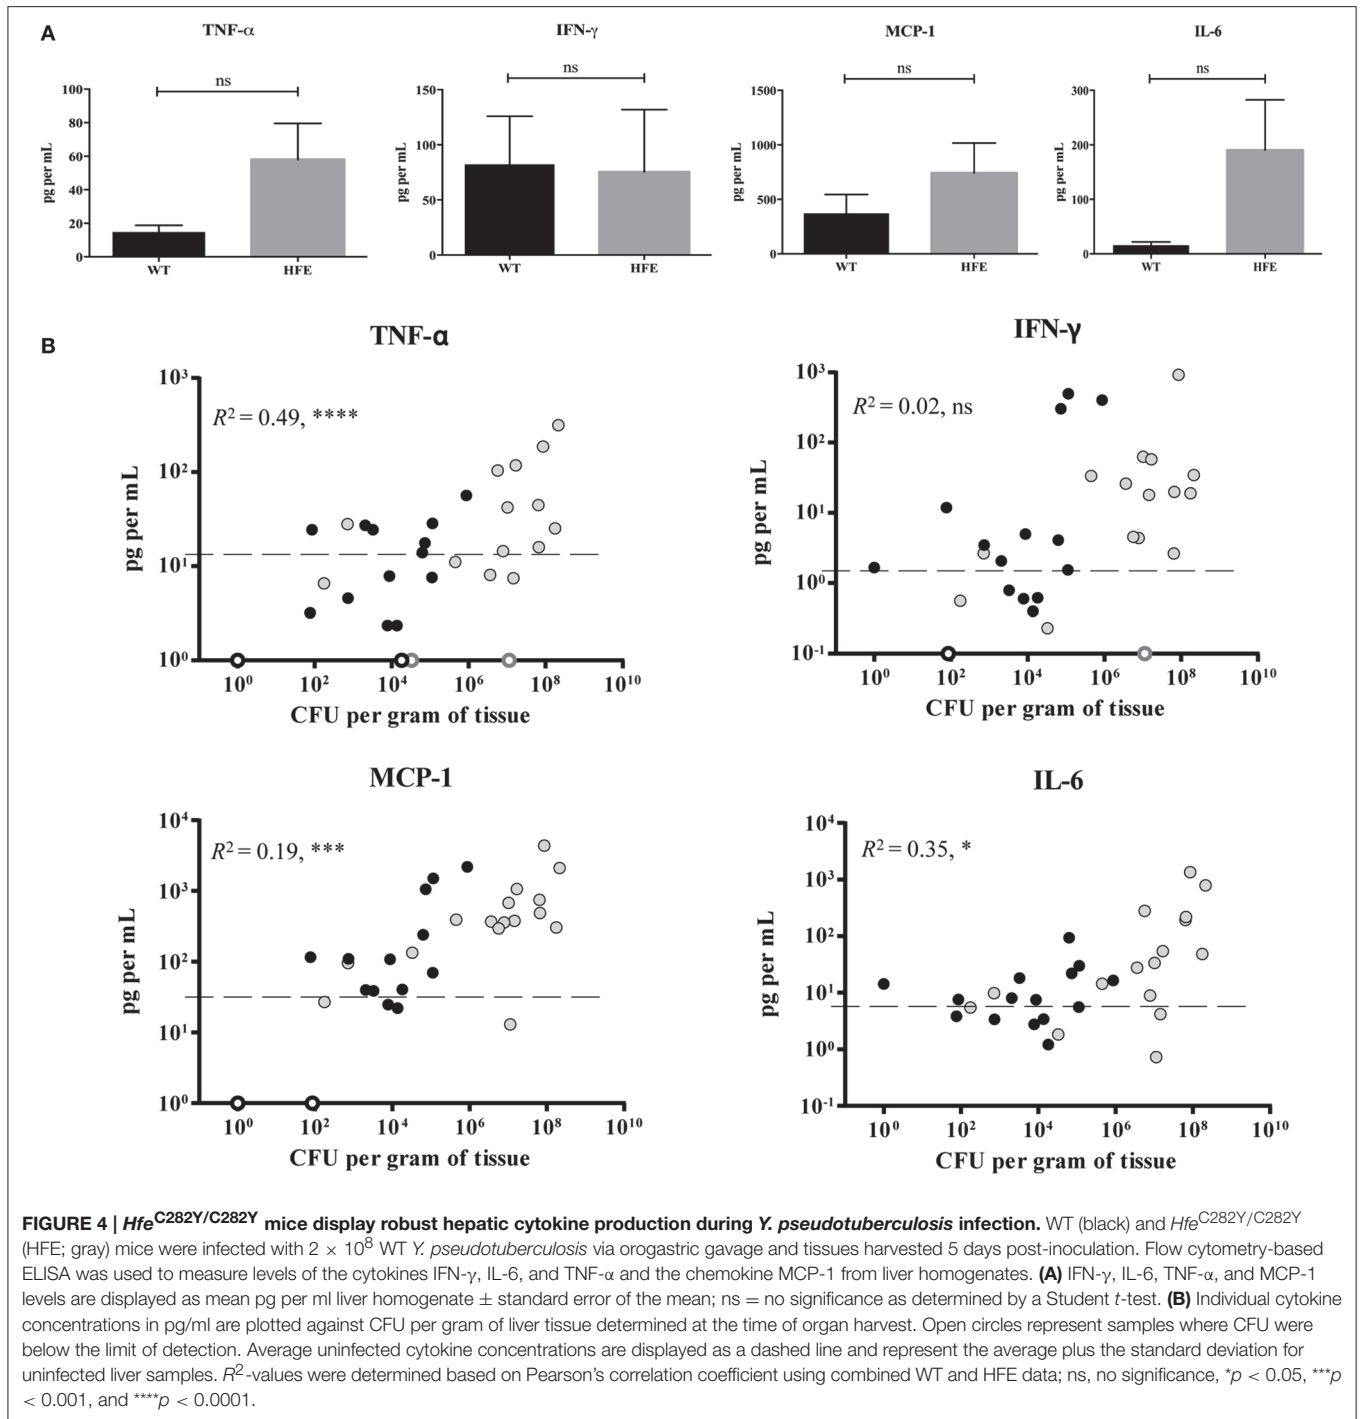 A
TNF-α
IFN-γ
MCP-1
IL-6
ns
ns
ns
ns
100
80
60
40
20
0
pg per mL
WT
HFE
150
100
50
0
pg per mL
WT
HFE
1500
1000
500
0
pg per mL
WT
HFE
300
200
100
0
pg per mL
WT
HFE
B
TNF-α
R² = 0.49, ****
10³
10²
10¹
10⁰
pg per mL
10⁰ 10² 10⁴ 10⁶ 10⁸ 10¹⁰
CFU per gram of tissue
IFN-γ
R² = 0.02, ns
10³
10²
10¹
10⁰
10⁻¹
pg per mL
10⁰ 10² 10⁴ 10⁶ 10⁸ 10¹⁰
CFU per gram of tissue
MCP-1
R² = 0.19, ***
10⁴
10³
10²
10¹
10⁰
pg per mL
10⁰ 10² 10⁴ 10⁶ 10⁸ 10¹⁰
CFU per gram of tissue
IL-6
R² = 0.35, *
10⁴
10³
10²
10¹
10⁰
10⁻¹
pg per mL
10⁰ 10² 10⁴ 10⁶ 10⁸ 10¹⁰
CFU per gram of tissue
FIGURE 4 | Hfe^C282Y/C282Y mice display robust hepatic cytokine production during Y. pseudotuberculosis infection. WT (black) and Hfe^C282Y/C282Y
(HFE; gray) mice were infected with 2 × 10⁸ WT Y. pseudotuberculosis via orogastric gavage and tissues harvested 5 days post-inoculation. Flow cytometry-based
ELISA was used to measure levels of the cytokines IFN-γ, IL-6, and TNF-α and the chemokine MCP-1 from liver homogenates. (A) IFN-γ, IL-6, TNF-α, and MCP-1
levels are displayed as mean pg per ml liver homogenate ± standard error of the mean; ns = no significance as determined by a Student t-test. (B) Individual cytokine
concentrations in pg/ml are plotted against CFU per gram of liver tissue determined at the time of organ harvest. Open circles represent samples where CFU were
below the limit of detection. Average uninfected cytokine concentrations are displayed as a dashed line and represent the average plus the standard deviation for
uninfected liver samples. R²-values were determined based on Pearson's correlation coefficient using combined WT and HFE data; ns, no significance, *p < 0.05, ***p
< 0.001, and ****p < 0.0001.